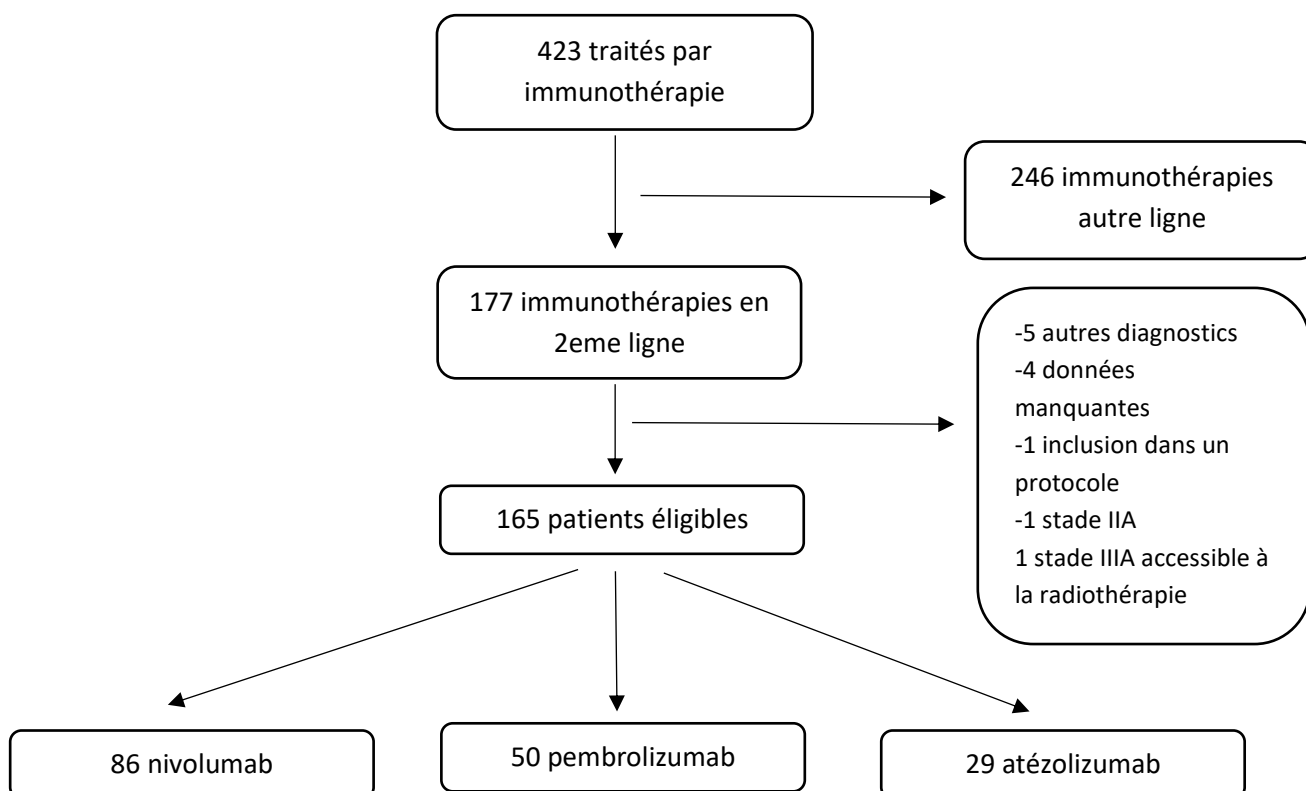 423 traités par
immunothérapie
246 immunothérapies
autre ligne
177 immunothérapies en
2eme ligne
-5 autres diagnostics
-4 données
manquantes
-1 inclusion dans un
protocole
-1 stade IIA
1 stade IIIA accessible à
la radiothérapie
165 patients éligibles
86 nivolumab
50 pembrolizumab
29 atézolizumab